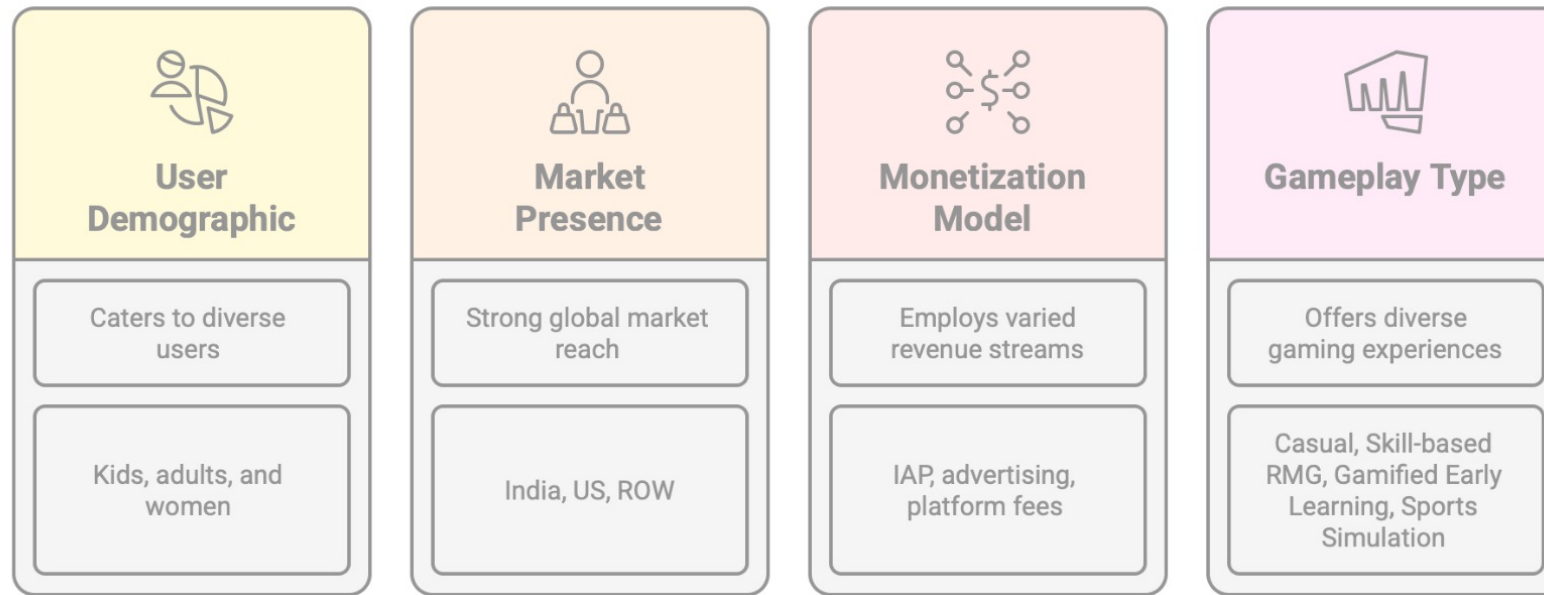 User
Demographic
Caters to diverse
users
Kids, adults, and
women
Market
Presence
Strong global market
reach
India, US, ROW
Monetization
Model
Employs varied
revenue streams
IAP, advertising,
platform fees
Gameplay Type
Offers diverse
gaming experiences
Casual, Skill-based
RMG, Gamified Early
Learning, Sports
Simulation